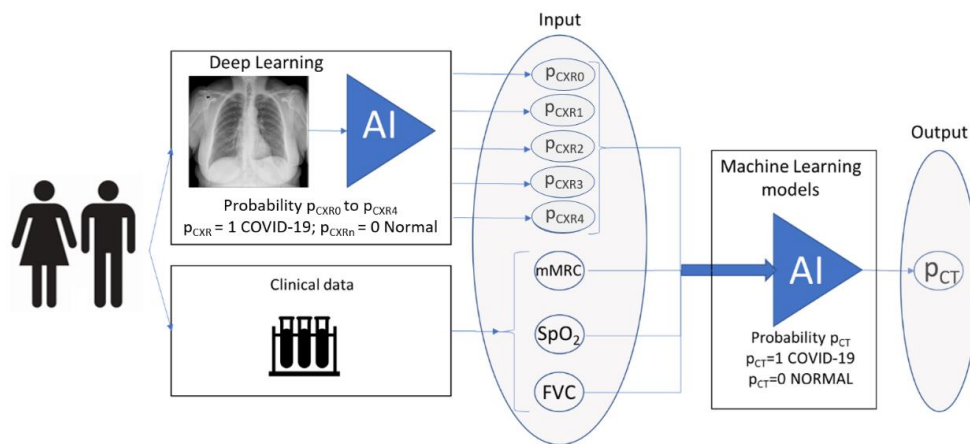 Input
Deep Learning
AI
Probability pCXR0 to pCXR4
pCXR = 1 COVID-19; pCXRn = 0 Normal
pCXR0
pCXR1
pCXR2
pCXR3
pCXR4
Clinical data
mMRC
SpO2
FVC
Machine Learning
models
AI
Probability pCT
pCT=1 COVID-19
pCT=0 NORMAL
Output
pCT